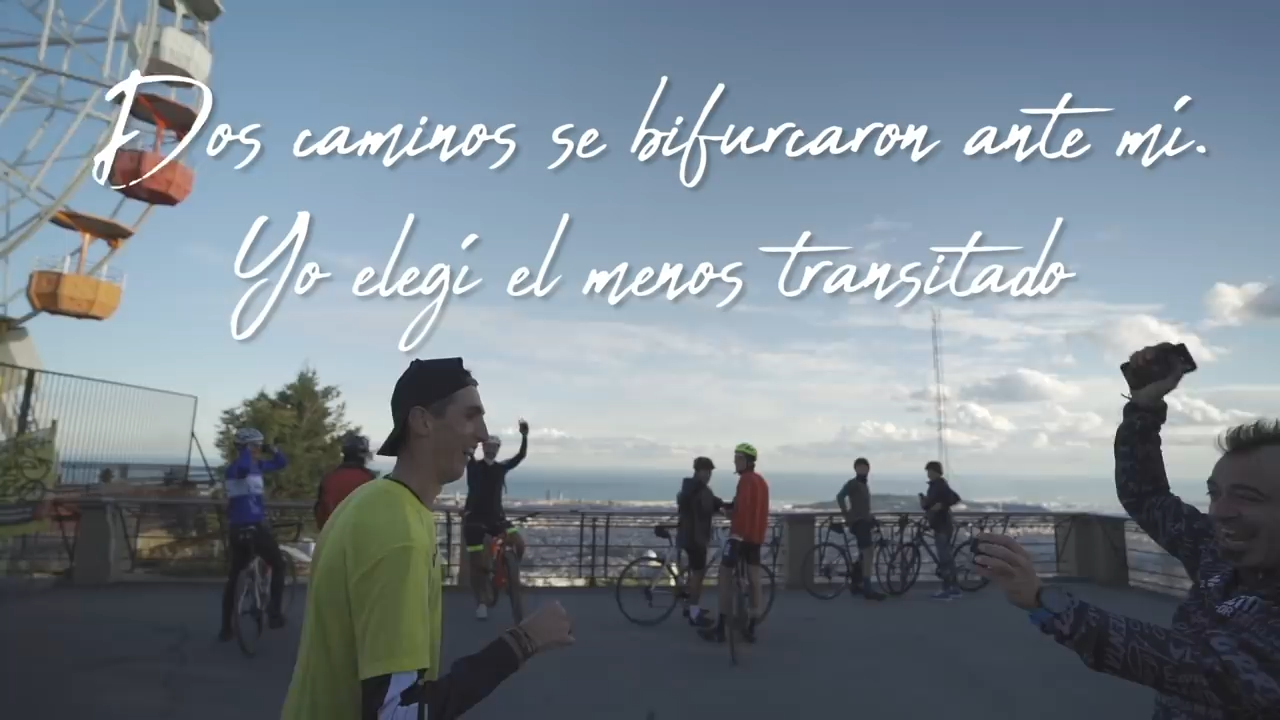 Dos caminos se bifurcaron ante mí.
Yo elegí el menos transitado